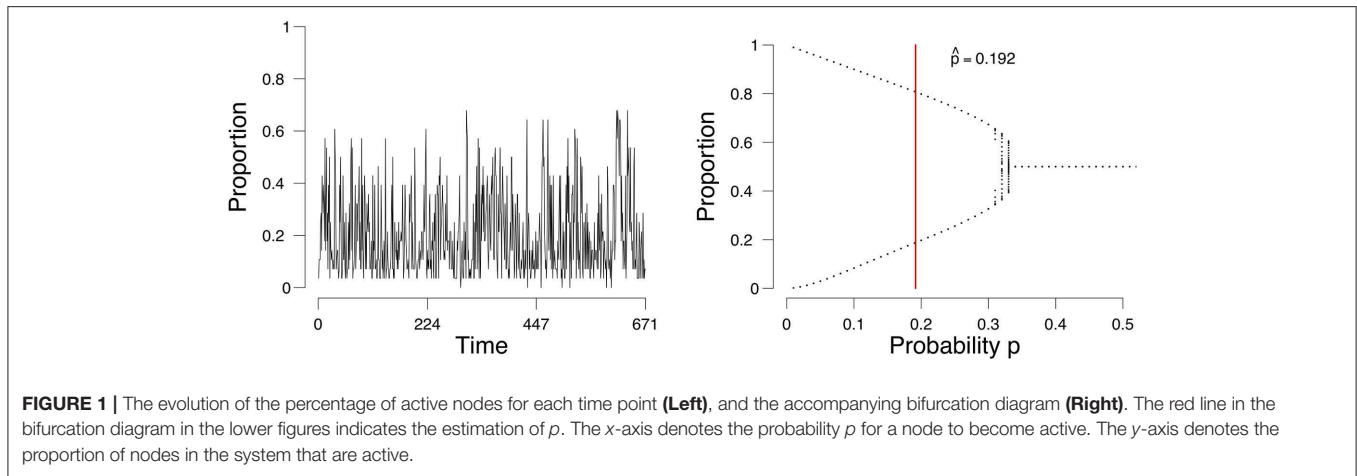 1
0.8
0.6
0.4
0.2
0
Proportion
0 224 447 671
Time
1
0.8
0.6
0.4
0.2
0
Proportion
p̂ = 0.192
0 0.1 0.2 0.3 0.4 0.5
Probability p
FIGURE 1 | The evolution of the percentage of active nodes for each time point (Left), and the accompanying bifurcation diagram (Right). The red line in the
bifurcation diagram in the lower figures indicates the estimation of p. The x-axis denotes the probability p for a node to become active. The y-axis denotes the
proportion of nodes in the system that are active.